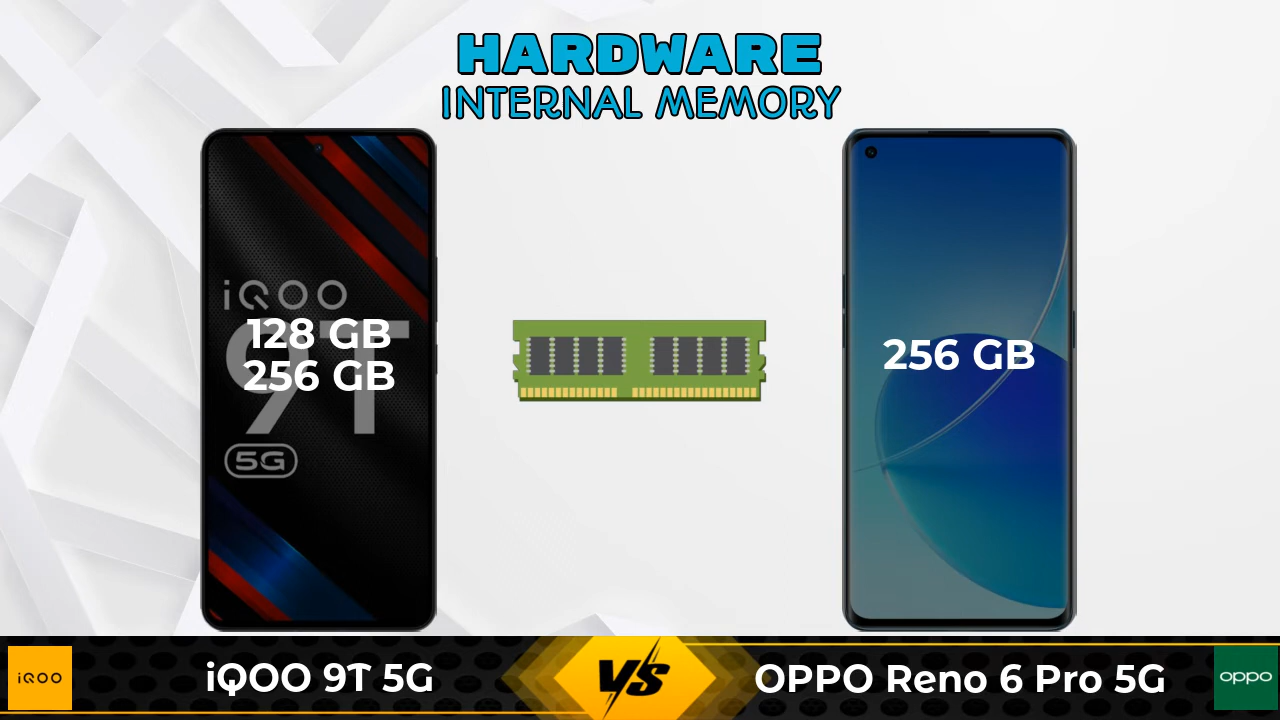 HARDWARE
INTERNAL MEMORY
iQOO
9T
5G
128 GB
256 GB
256 GB
iQOO
iQOO 9T 5G
VS
OPPO Reno 6 Pro 5G
oppo